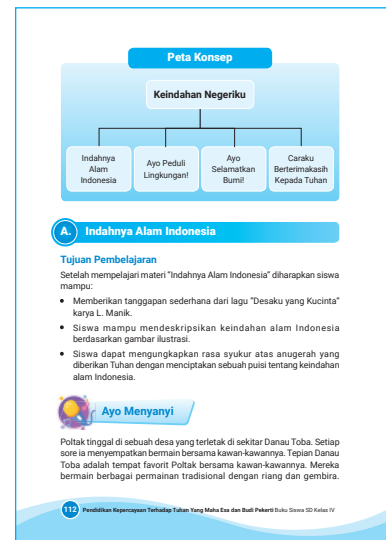 Peta Konsep
Keindahan Negeriku
Indahnya
Alam
Indonesia
Ayo Peduli
Lingkungan!
Ayo
Selamatkan
Bumi!
Caraku
Berterimakasih
Kepada Tuhan
A. Indahnya Alam Indonesia
Tujuan Pembelajaran
Setelah mempelajari materi "Indahnya Alam Indonesia" diharapkan siswa
mampu:
• Memberikan tanggapan sederhana dari lagu "Desaku yang Kucinta"
karya L. Manik.
• Siswa mampu mendeskripsikan keindahan alam Indonesia
berdasarkan gambar ilustrasi.
• Siswa dapat mengungkapkan rasa syukur atas anugerah yang
diberikan Tuhan dengan menciptakan sebuah puisi tentang keindahan
alam Indonesia.
Ayo Menyanyi
Poltak tinggal di sebuah desa yang terletak di sekitar Danau Toba. Setiap
sore ia menyempatkan bermain bersama kawan-kawannya. Tepian Danau
Toba adalah tempat favorit Poltak bersama kawan-kawannya. Mereka
bermain berbagai permainan tradisional dengan riang dan gembira.
112 Pendidikan Kepercayaan Terhadap Tuhan Yang Maha Esa dan Budi Pekerti Buku Siswa SD Kelas IV